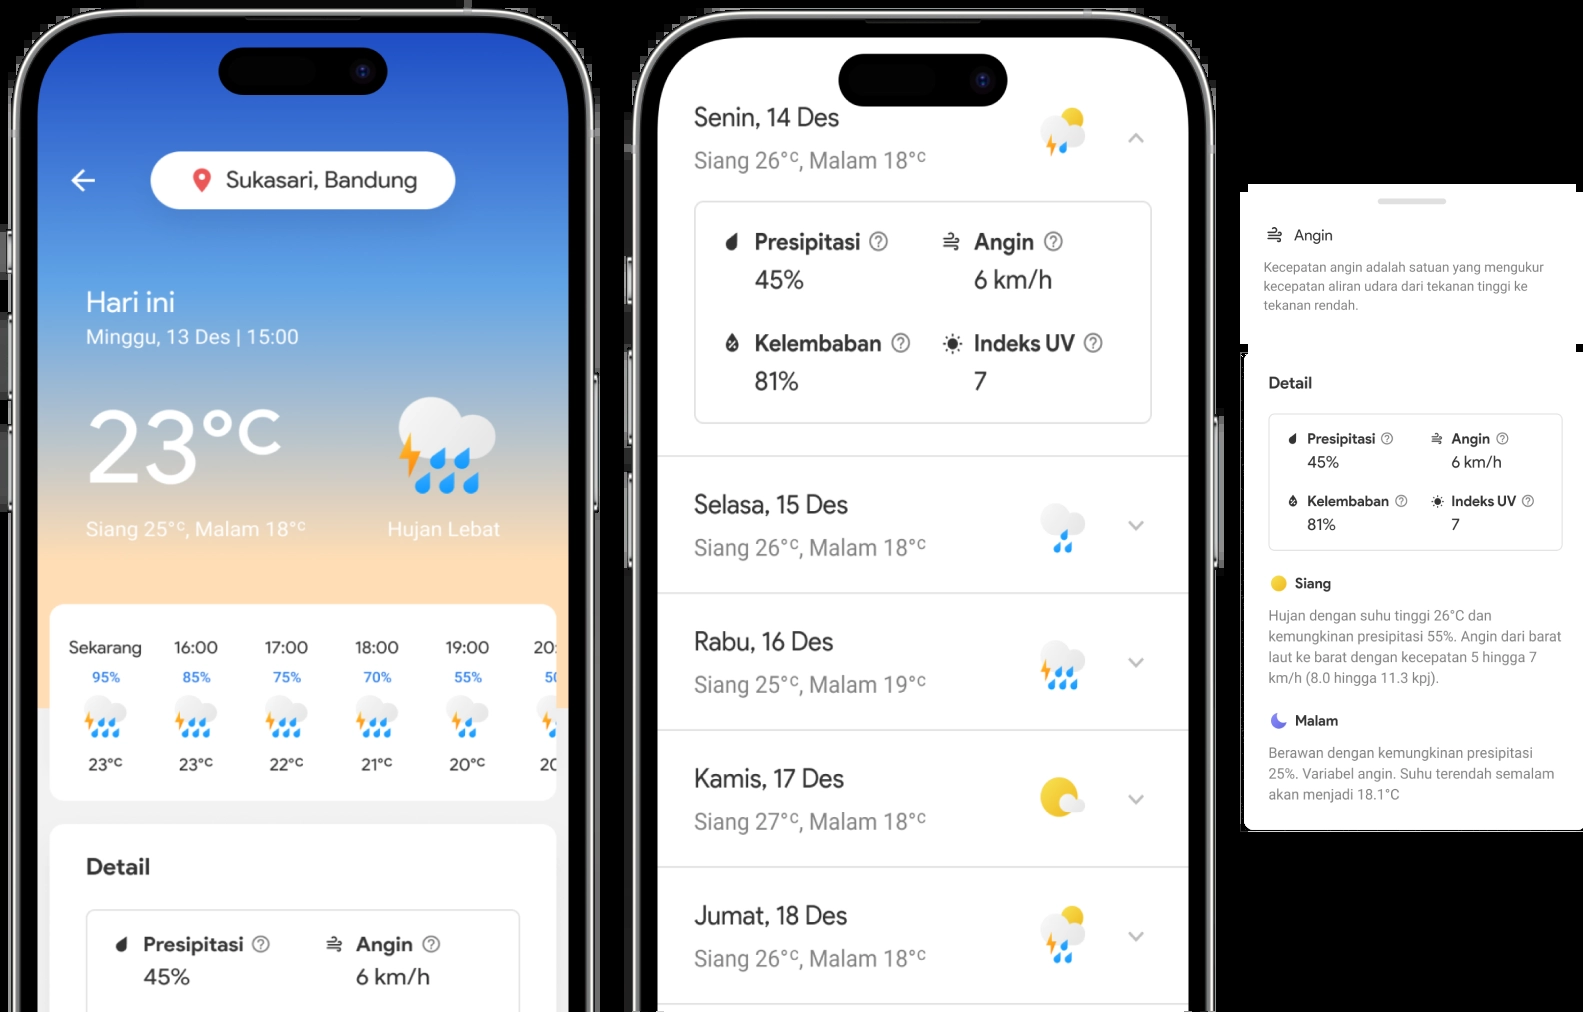 Sukasari, Bandung
Hari ini
Minggu, 13 Des | 15:00
23°C
Siang 25°C, Malam 18°C
Hujan Lebat
Sekarang 16:00 17:00 18:00 19:00 20:
95% 85% 75% 70% 55% 50
23°C 23°C 22°C 21°C 20°C 20
Detail
Presipitasi Angin
45% 6 km/h
Senin, 14 Des
Siang 26°C, Malam 18°C
Presipitasi Angin
45% 6 km/h
Kelembaban Indeks UV
81% 7
Selasa, 15 Des
Siang 26°C, Malam 18°C
Rabu, 16 Des
Siang 25°C, Malam 19°C
Kamis, 17 Des
Siang 27°C, Malam 18°C
Jumat, 18 Des
Siang 26°C, Malam 18°C
Angin
Kecepatan angin adalah satuan yang mengukur
kecepatan aliran udara dari tekanan tinggi ke
tekanan rendah.
Detail
Presipitasi Angin
45% 6 km/h
Kelembaban Indeks UV
81% 7
Siang
Hujan dengan suhu tinggi 26°C dan
kemungkinan presipitasi 55%. Angin dari barat
laut ke barat dengan kecepatan 5 hingga 7
km/h (8.0 hingga 11.3 kpj).
Malam
Berawan dengan kemungkinan presipitasi
25%. Variabel angin. Suhu terendah semalam
akan menjadi 18.1°C